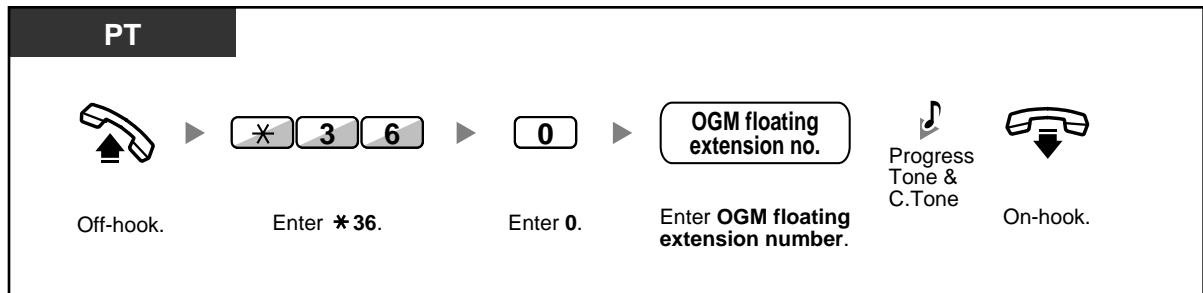 PT
✳ 3 6
0
OGM floating
extension no.
Progress
Tone &
C.Tone
Off-hook.
Enter ✳36.
Enter 0.
Enter OGM floating
extension number.
On-hook.